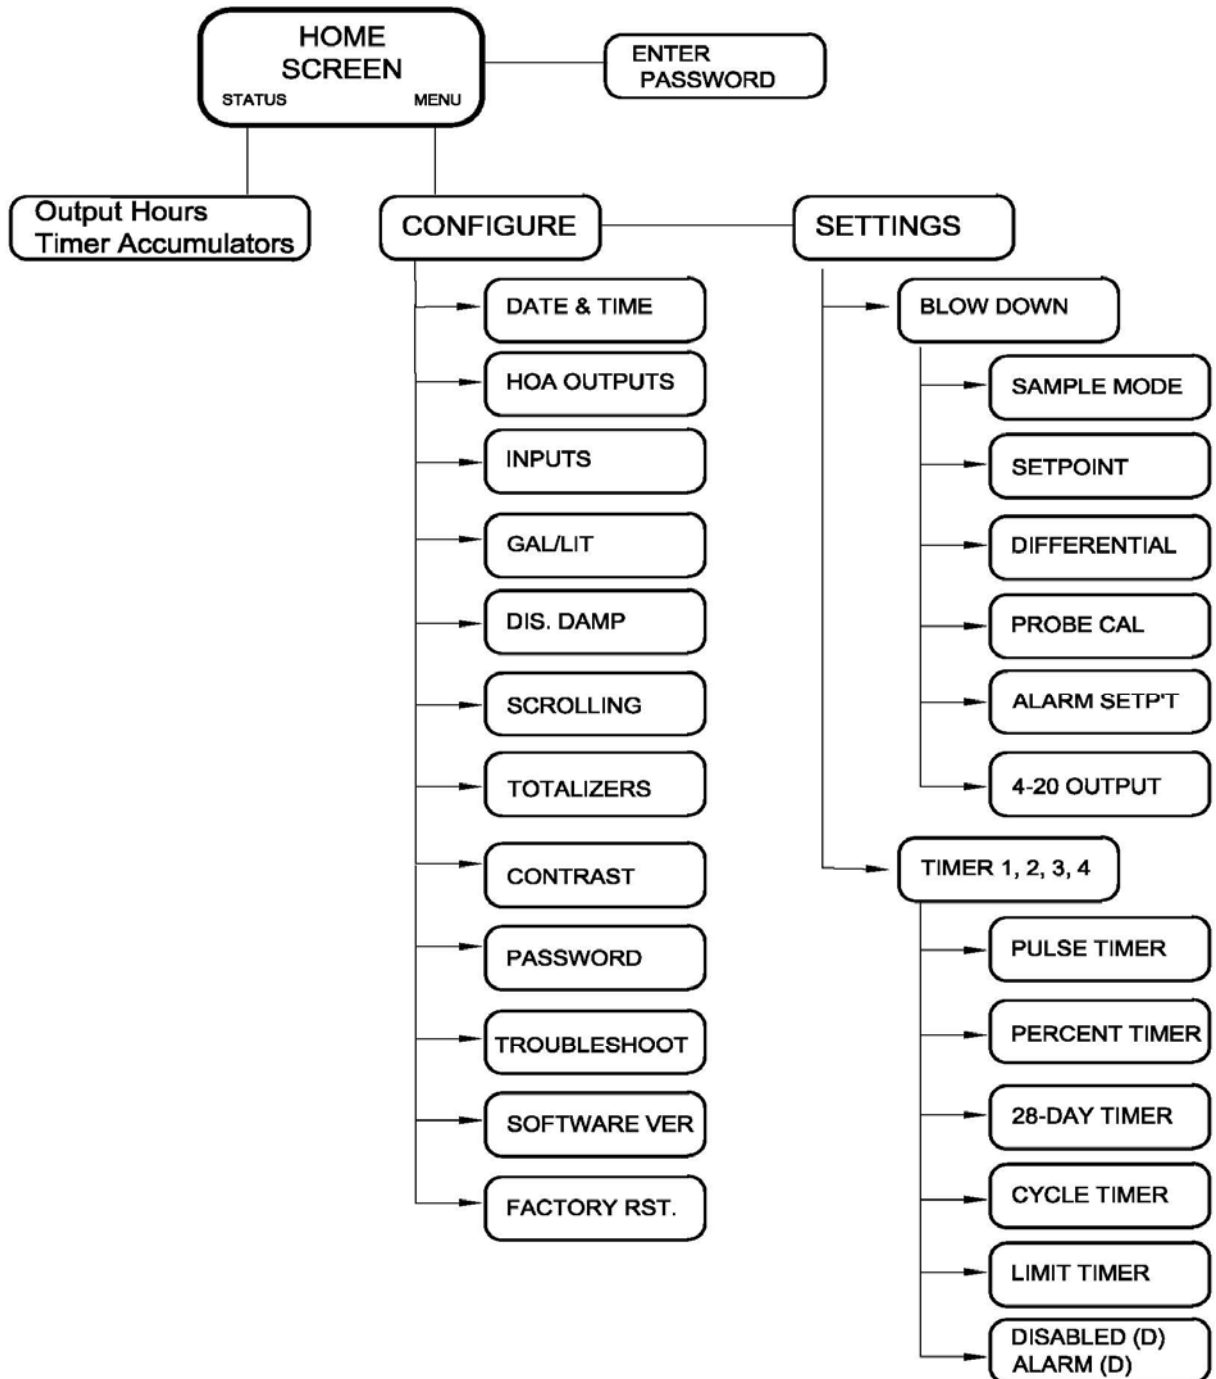 HOME
SCREEN
STATUS MENU
ENTER
PASSWORD
Output Hours
Timer Accumulators
CONFIGURE
DATE & TIME
HOA OUTPUTS
INPUTS
GAL/LIT
DIS. DAMP
SCROLLING
TOTALIZERS
CONTRAST
PASSWORD
TROUBLESHOOT
SOFTWARE VER
FACTORY RST.
SETTINGS
BLOW DOWN
SAMPLE MODE
SETPOINT
DIFFERENTIAL
PROBE CAL
ALARM SETP'T
4-20 OUTPUT
TIMER 1, 2, 3, 4
PULSE TIMER
PERCENT TIMER
28-DAY TIMER
CYCLE TIMER
LIMIT TIMER
DISABLED (D)
ALARM (D)